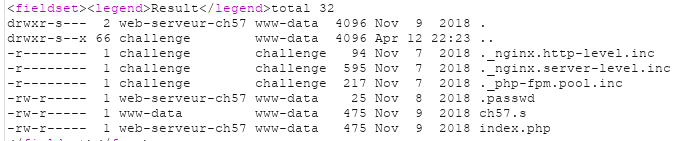 <fieldset><legend>Result</legend>total 32
drwxr-s---  2 web-serveur-ch57 www-data  4096 Nov  9  2018 .
drwxr-s--x 66 challenge        www-data  4096 Apr 12 22:23 ..
-r--------  1 challenge        challenge   94 Nov  7  2018 ._nginx.http-level.inc
-r--------  1 challenge        challenge  595 Nov  7  2018 ._nginx.server-level.inc
-r--------  1 challenge        challenge  217 Nov  7  2018 ._php-fpm.pool.inc
-rw-r-----  1 web-serveur-ch57 www-data    25 Nov  8  2018 .passwd
-rw-r-----  1 www-data         www-data   475 Nov  9  2018 ch57.s
-rw-r-----  1 web-serveur-ch57 www-data   475 Nov  9  2018 index.php